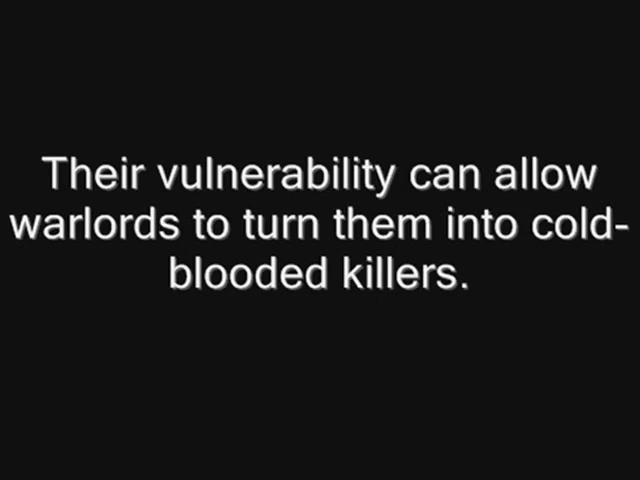 Their vulnerability can allow
warlords to turn them into cold-
blooded killers.